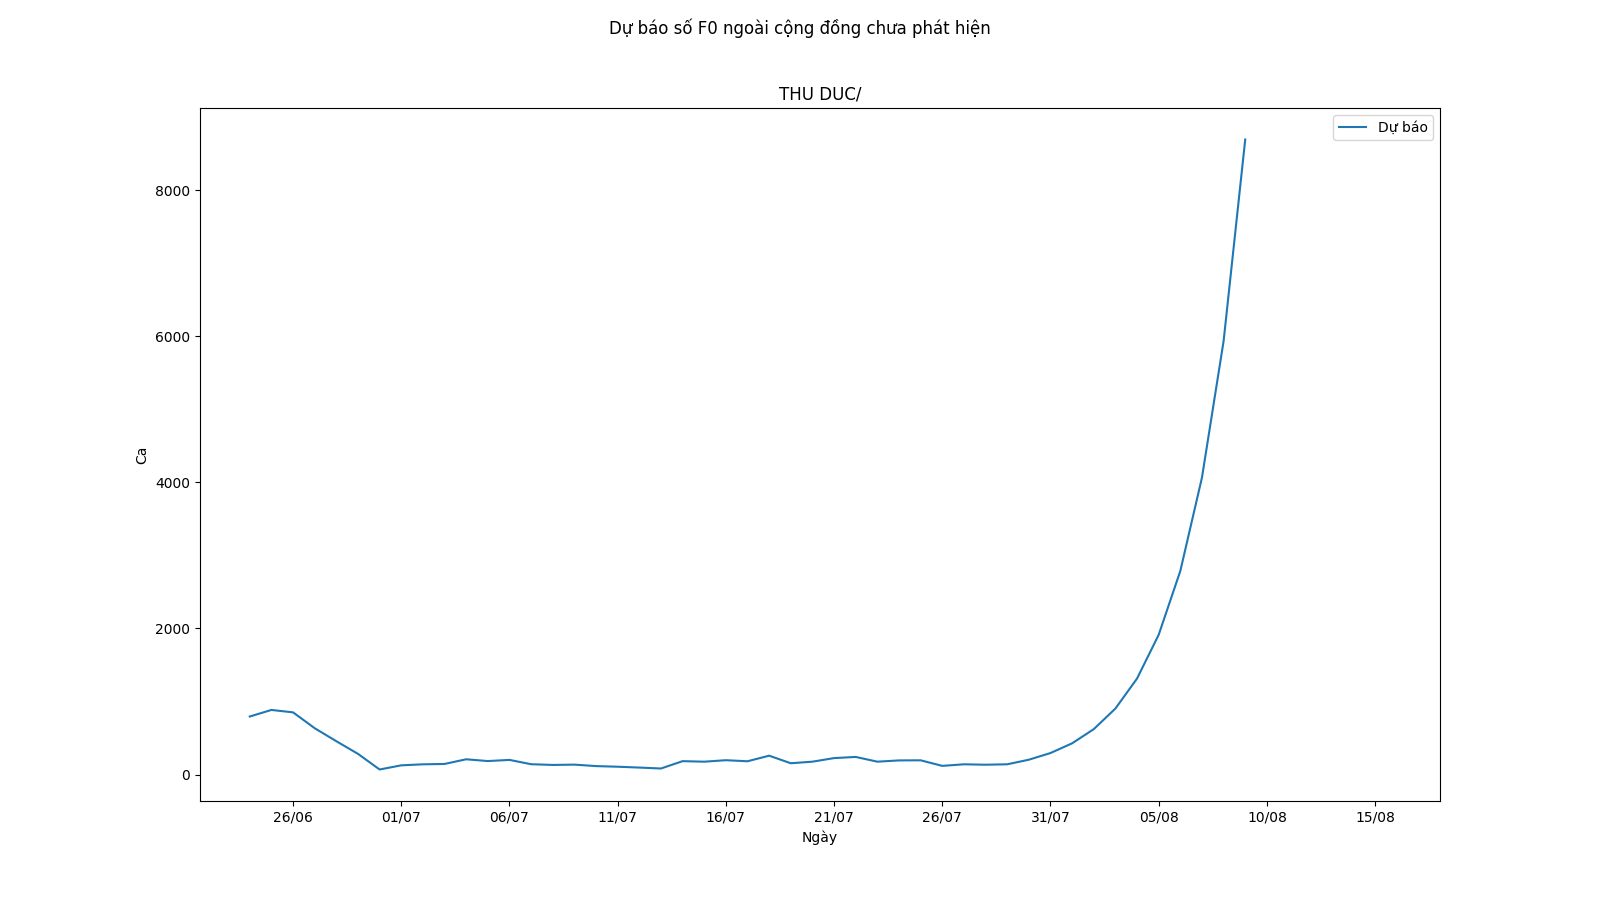 Dự báo số F0 ngoài cộng đồng chưa phát hiện
THU DUC/
Dự báo
8000
6000
4000
2000
0
Ca
26/06 01/07 06/07 11/07 16/07 21/07 26/07 31/07 05/08 10/08 15/08
Ngày